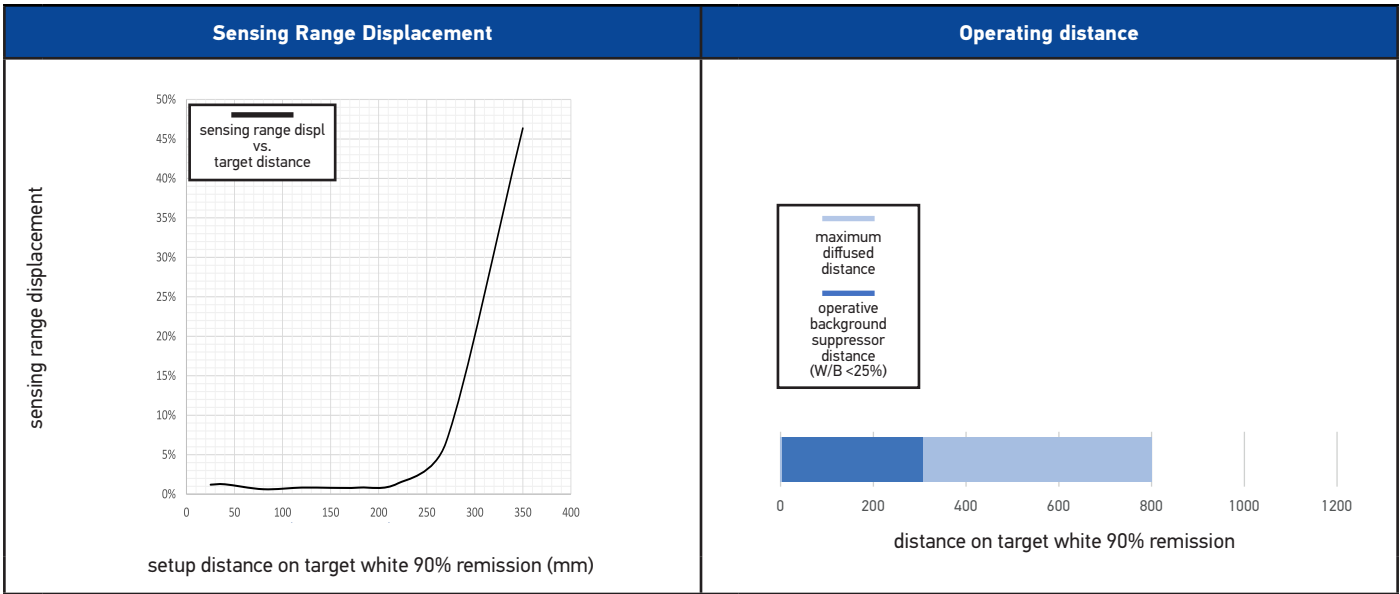 Sensing Range Displacement
Operating distance
sensing range displacement
50%
45%
40%
35%
30%
25%
20%
15%
10%
5%
0%
sensing range displ
vs.
target distance
0 50 100 150 200 250 300 350 400
setup distance on target white 90% remission (mm)
maximum
diffused
distance
operative
background
suppressor
distance
(W/B <25%)
0 200 400 600 800 1000 1200
distance on target white 90% remission